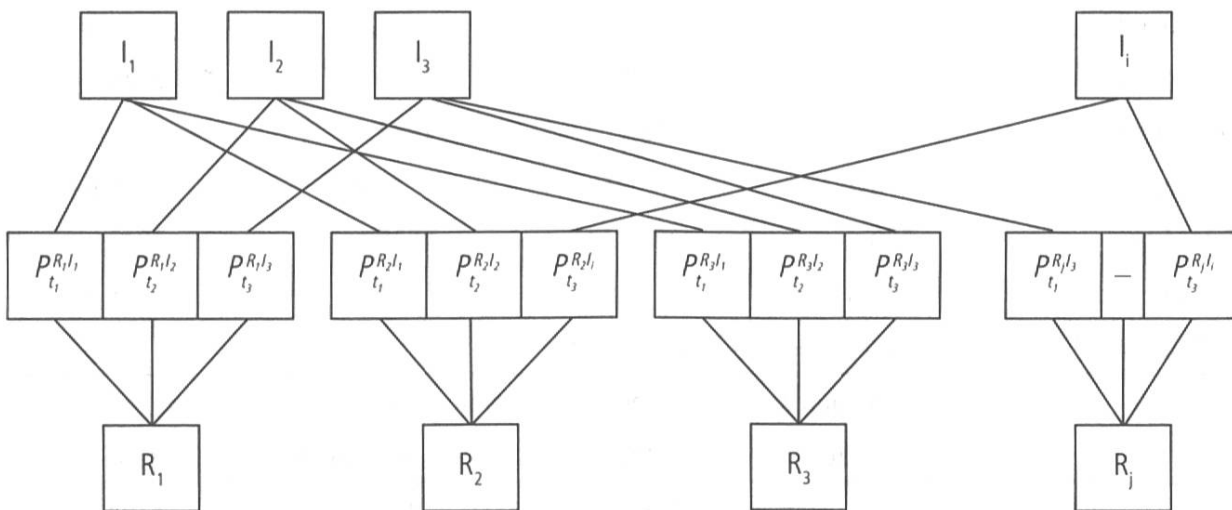 I₁ I₂ I₃ Iᵢ
P_{t₁}^{R₁I₁} P_{t₂}^{R₁I₂} P_{t₃}^{R₁I₃} P_{t₁}^{R₂I₁} P_{t₂}^{R₂I₂} P_{t₃}^{R₂Iᵢ} P_{t₁}^{R₃I₁} P_{t₂}^{R₃I₂} P_{t₃}^{R₃I₃} P_{t₁}^{RⱼI₃} – P_{t₃}^{RⱼIᵢ}
R₁ R₂ R₃ Rⱼ